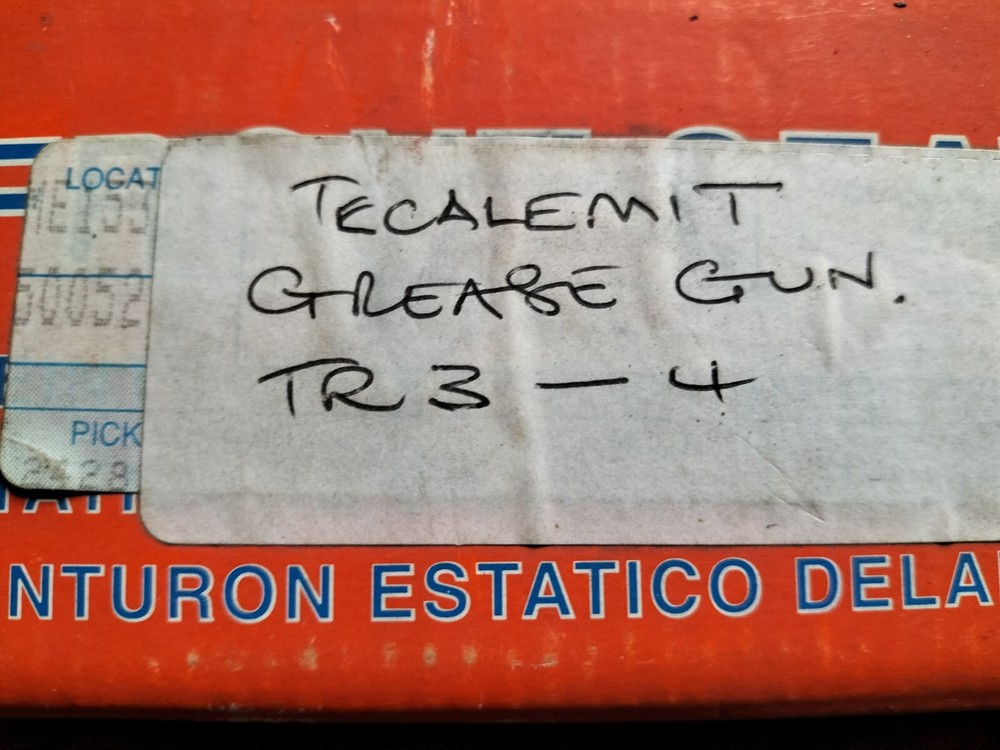 LOCAT
TECALEMIT
GREASE GUN.
TR3-4
PICK
NTURON ESTATICO DELA